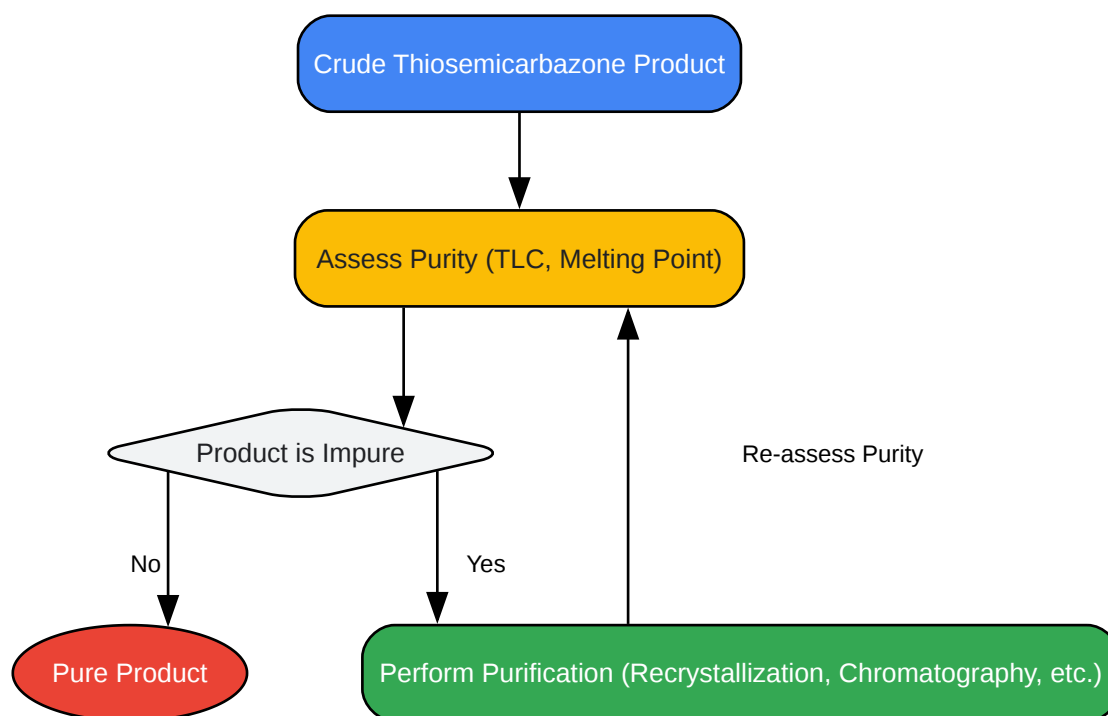 Crude Thiosemicarbazone Product
Assess Purity (TLC, Melting Point)
Product is Impure
Re-assess Purity
No
Yes
Pure Product
Perform Purification (Recrystallization, Chromatography, etc.)